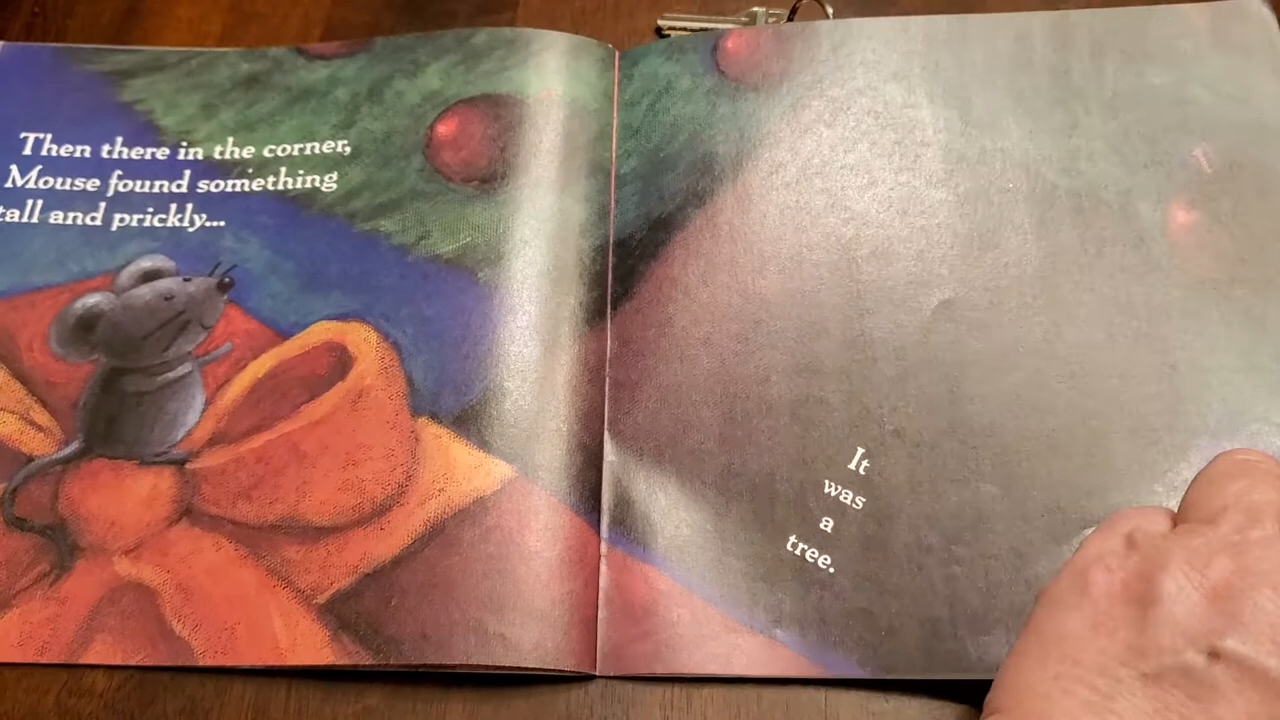 Then there in the corner,
Mouse found something
tall and prickly...
It
was
a
tree.